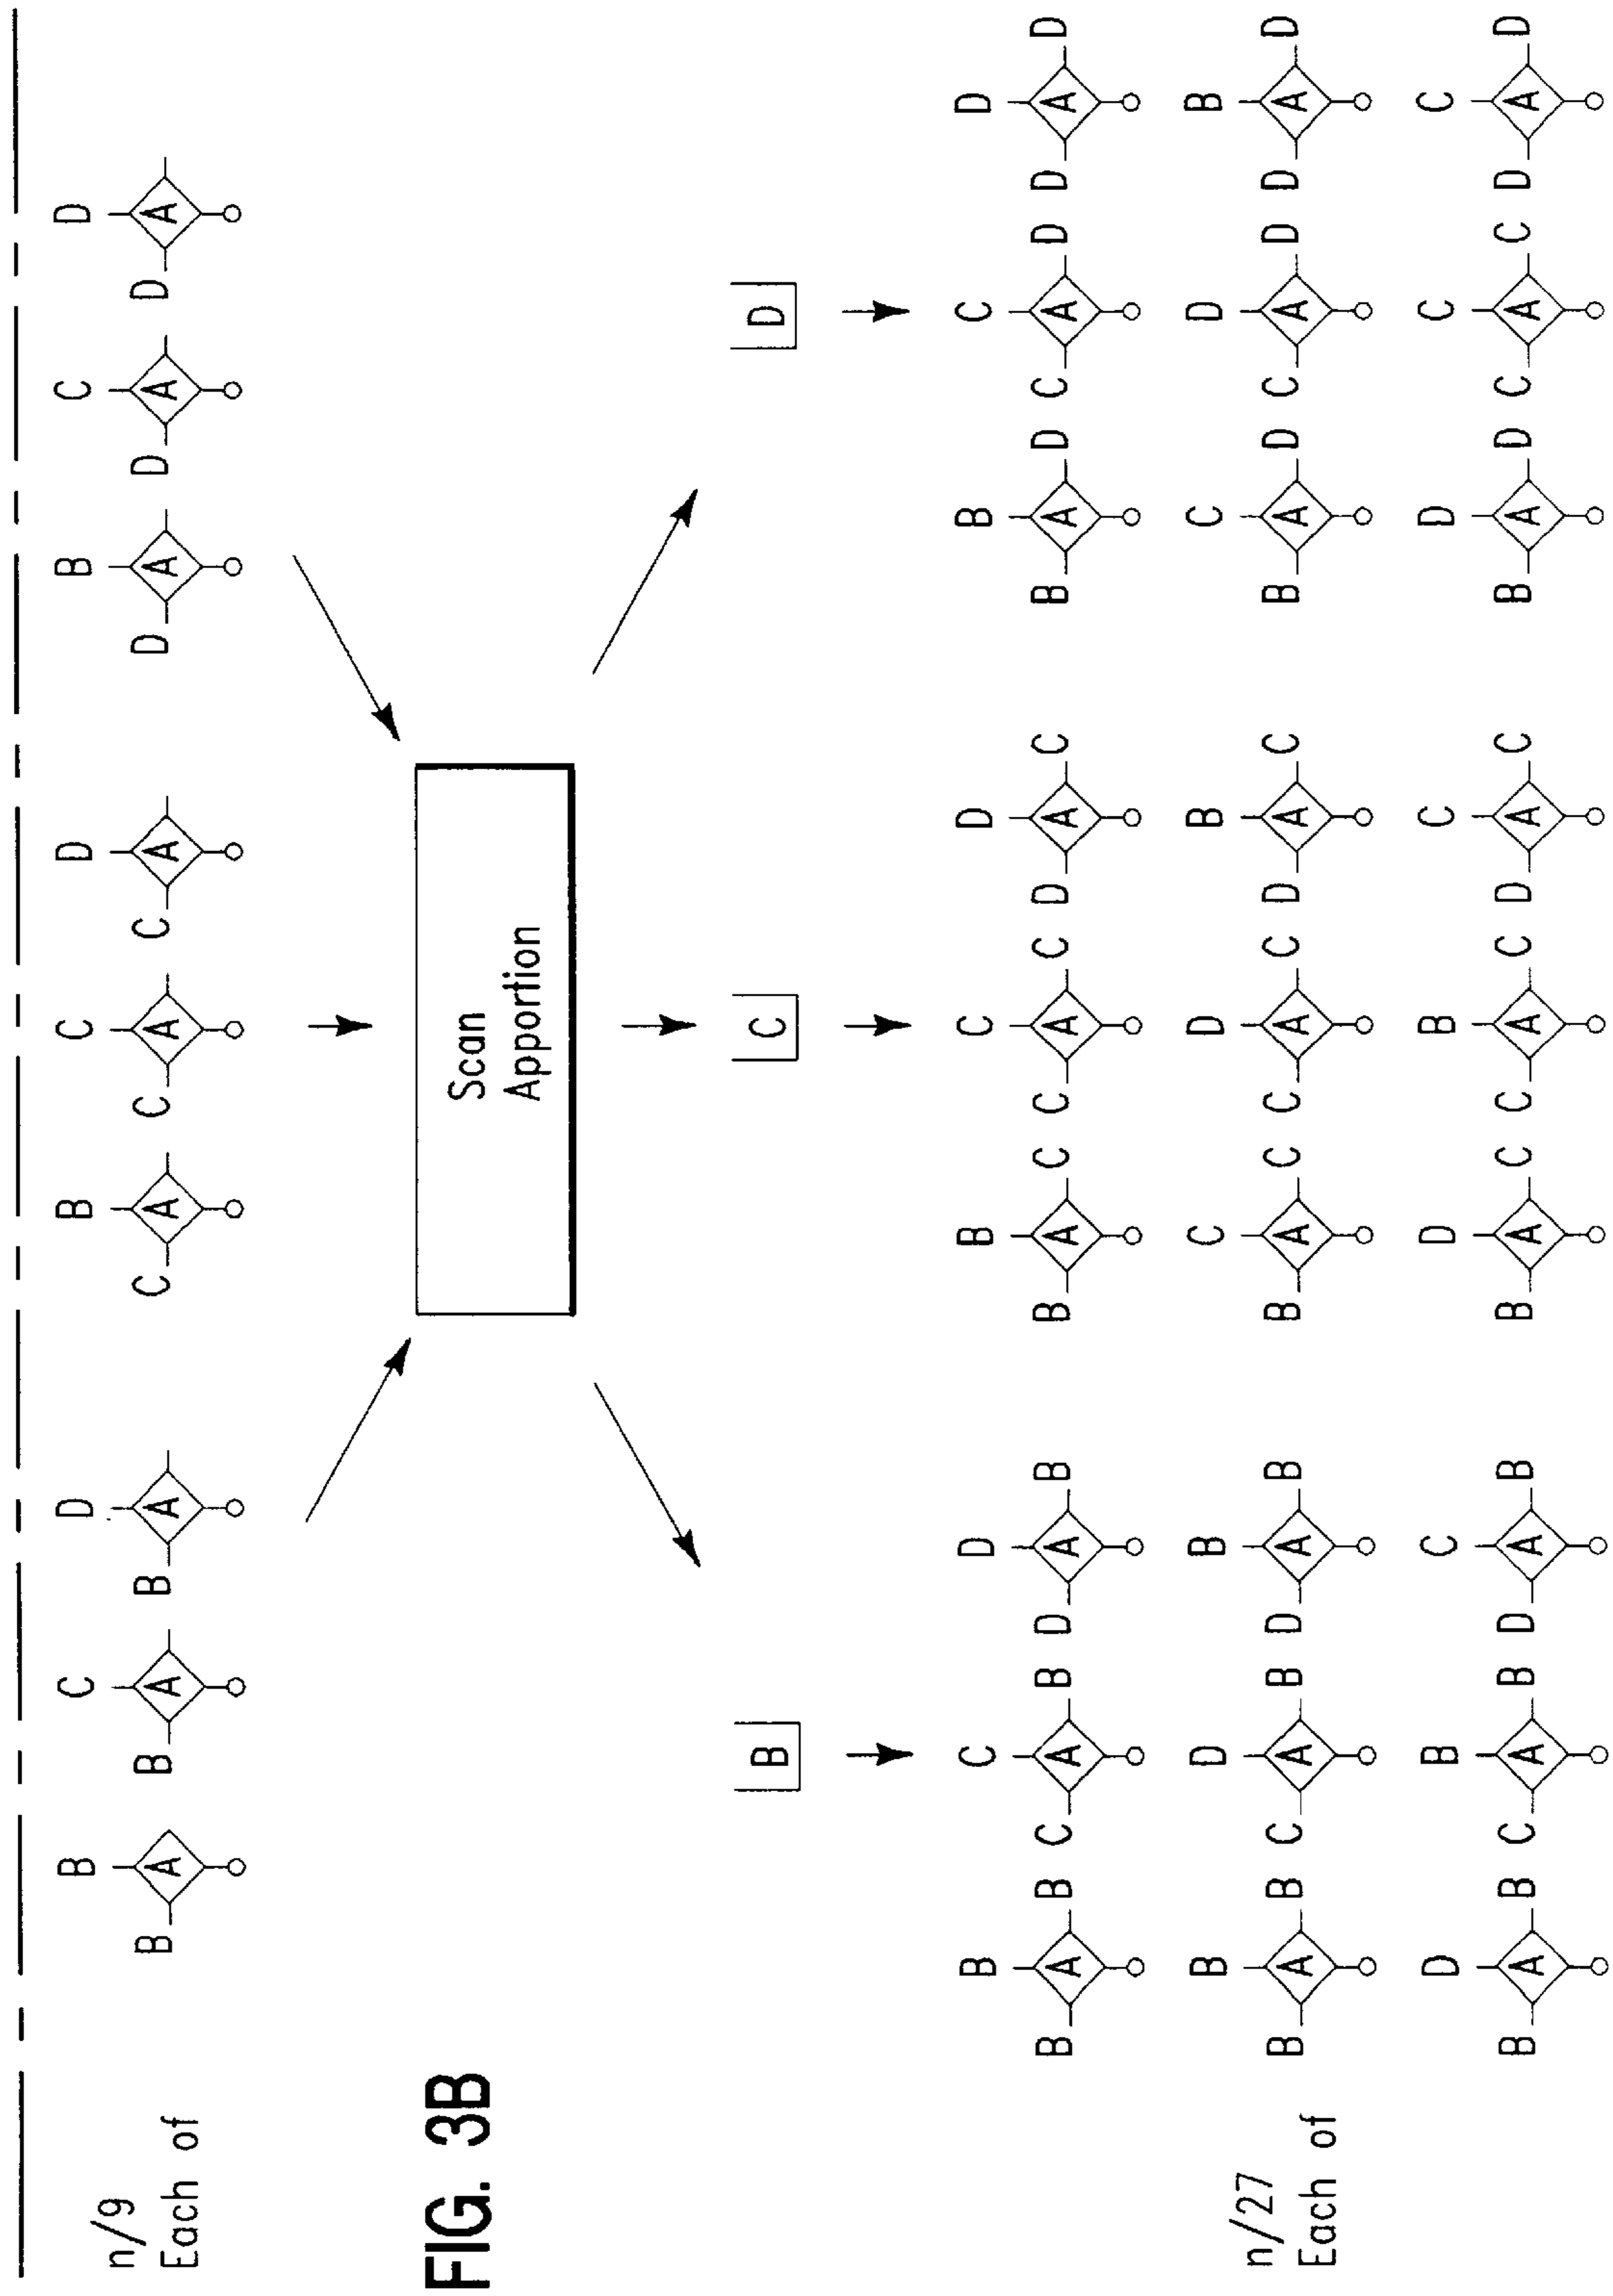 B C D B C D B C D
n/9
Each of
B A B A B A C A C A C A D A D A D A
FIG. 3B
Scan
Apportion
B C D
B C D B C D B C D
B A B C A B D A B B A C C A C D A C B A D C A D D A D
B D B C D B C D B
n/27
Each of
B A B C A B D A B B A C C A C D A C B A D C A D D A D
D B C D B C D C C
B A B C A B D A B B A C C A C D A C B A D C A C D A D